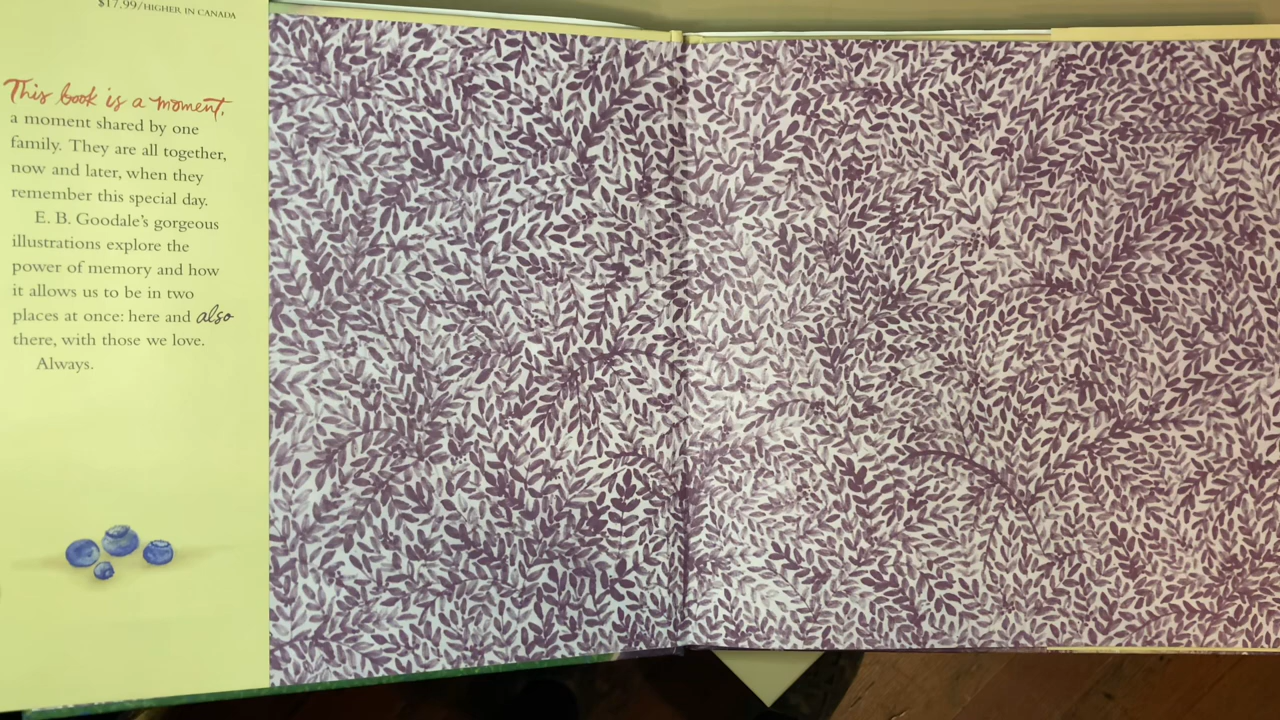 $17.99/HIGHER IN CANADA
This book is a moment,
a moment shared by one
family. They are all together,
now and later, when they
remember this special day.
E. B. Goodale's gorgeous
illustrations explore the
power of memory and how
it allows us to be in two
places at once: here and also
there, with those we love.
Always.